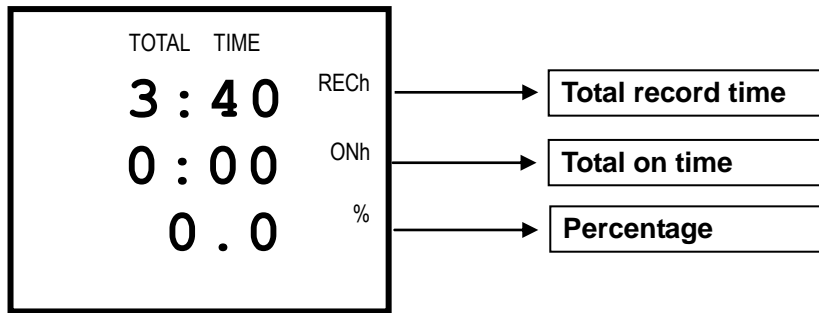 TOTAL TIME
3:40 RECh Total record time
0:00 ONh Total on time
0.0 % Percentage